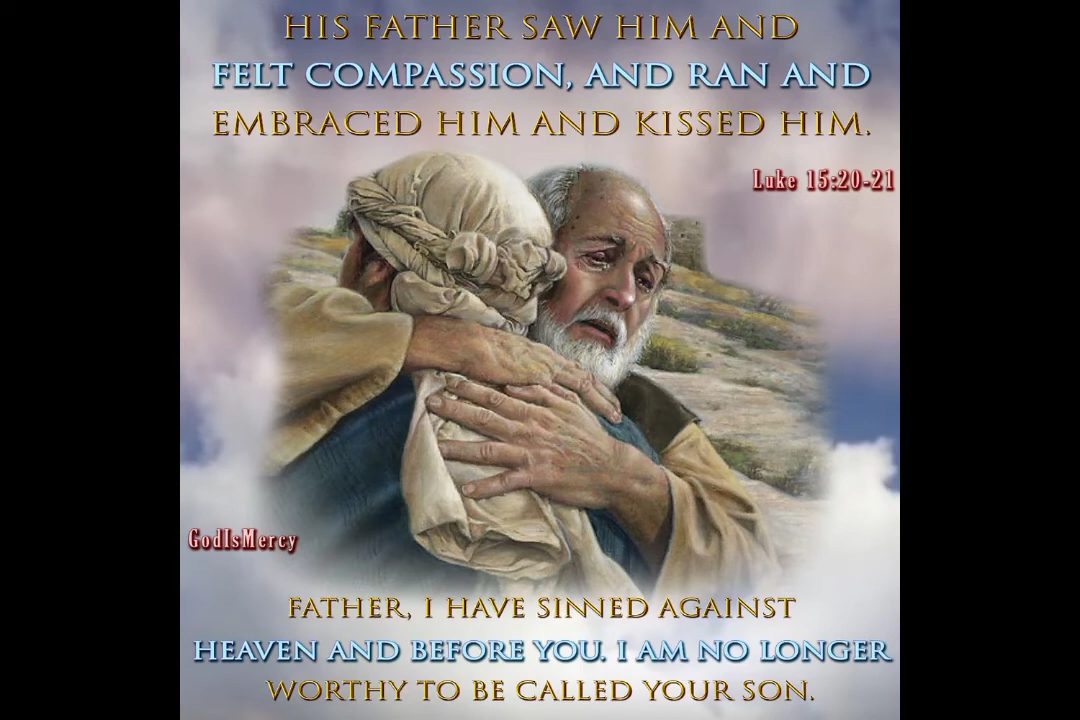 HIS FATHER SAW HIM AND
FELT COMPASSION, AND RAN AND
EMBRACED HIM AND KISSED HIM.
Luke 15:20-21
GodIsMercy
FATHER, I HAVE SINNED AGAINST
HEAVEN AND BEFORE YOU. I AM NO LONGER
WORTHY TO BE CALLED YOUR SON.